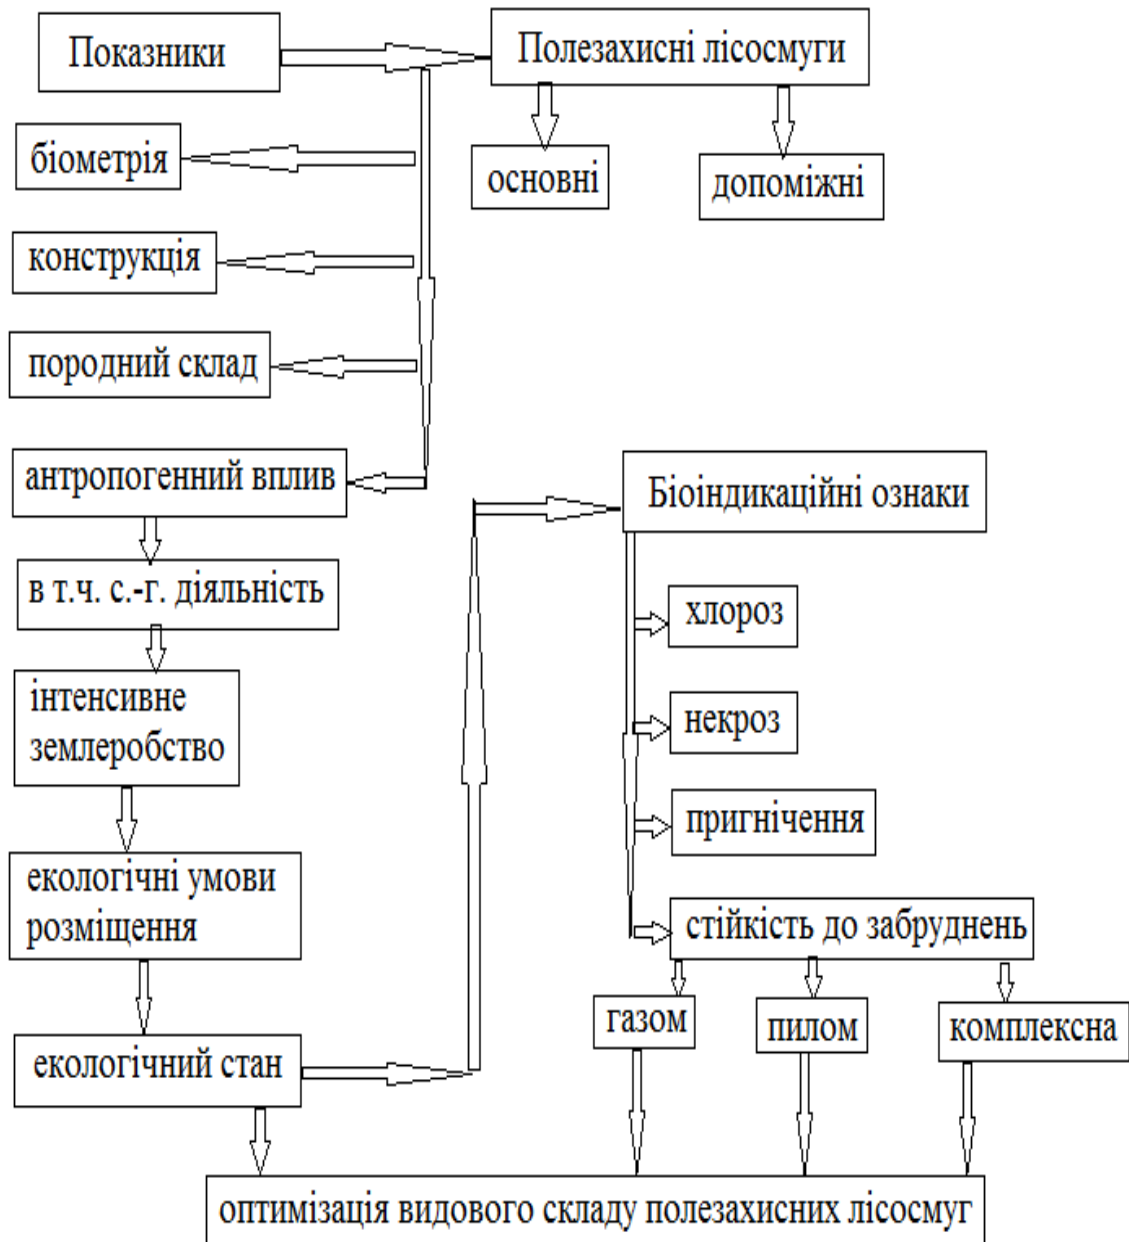 Показники
Полезахисні лісосмуги
основні
допоміжні
біометрія
конструкція
породний склад
антропогенний вплив
в т.ч. с.-г. діяльність
інтенсивне
землеробство
екологічні умови
розміщення
екологічний стан
Біоіндикаційні ознаки
хлороз
некроз
пригнічення
стійкість до забруднень
газом
пилом
комплексна
оптимізація видового складу полезахисних лісосмуг